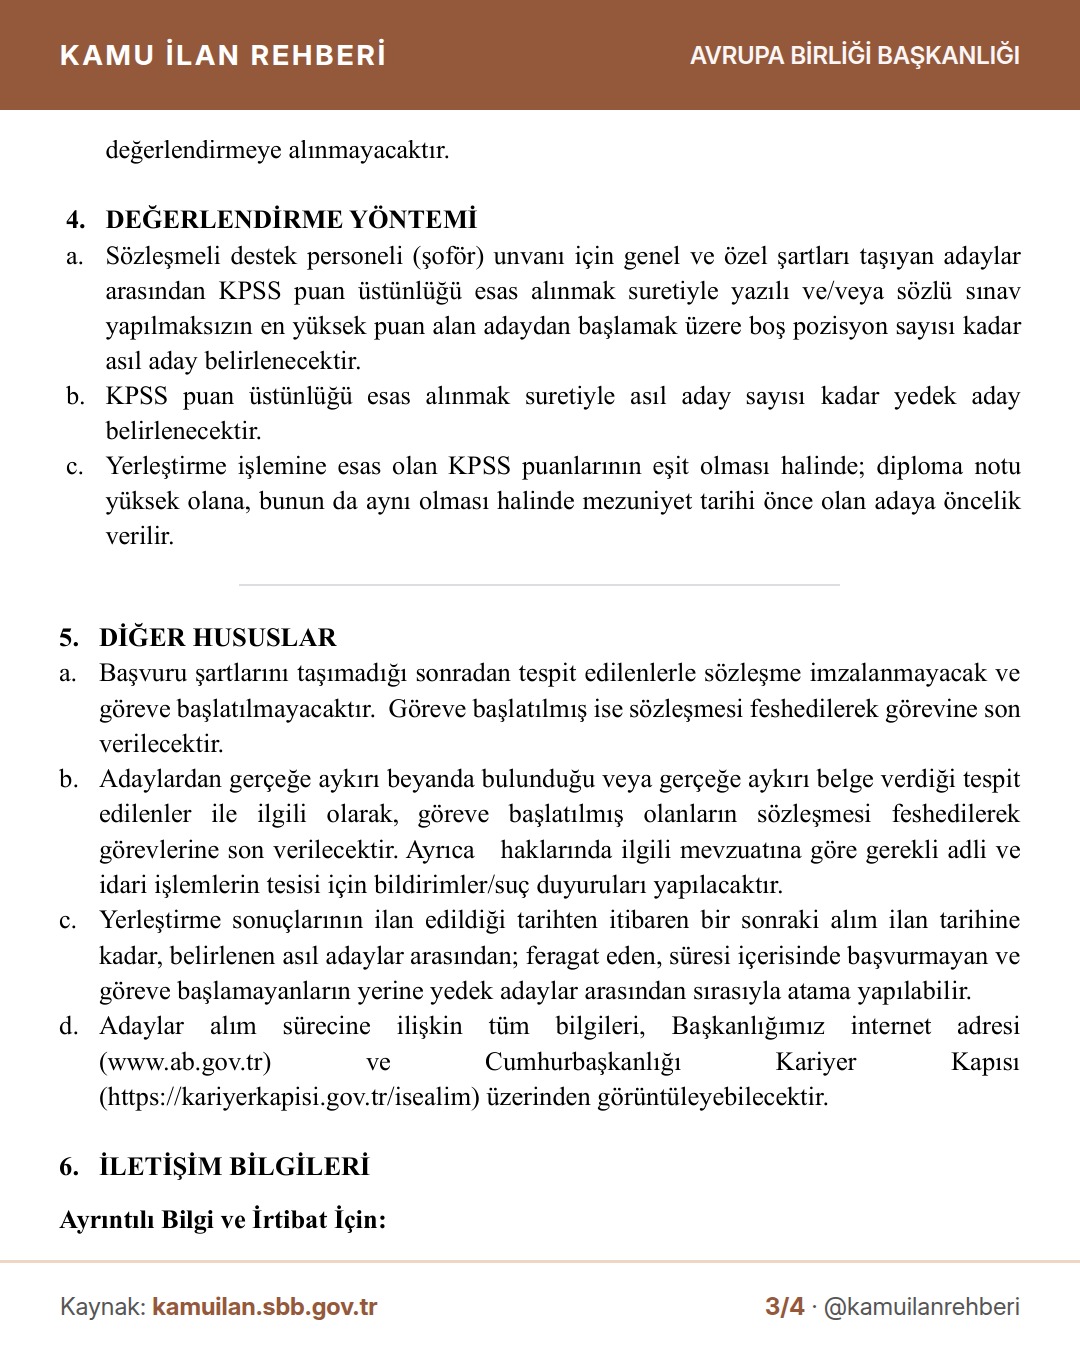 KAMU İLAN REHBERİ
AVRUPA BİRLİĞİ BAŞKANLIĞI
değerlendirmeye alınmayacaktır.
4. DEĞERLENDİRME YÖNTEMİ
a. Sözleşmeli destek personeli (şoför) unvanı için genel ve özel şartları taşıyan adaylar
arasından KPSS puan üstünlüğü esas alınmak suretiyle yazılı ve/veya sözlü sınav
yapılmaksızın en yüksek puan alan adaydan başlamak üzere boş pozisyon sayısı kadar
asıl aday belirlenecektir.
b. KPSS puan üstünlüğü esas alınmak suretiyle asıl aday sayısı kadar yedek aday
belirlenecektir.
c. Yerleştirme işlemine esas olan KPSS puanlarının eşit olması halinde; diploma notu
yüksek olana, bunun da aynı olması halinde mezuniyet tarihi önce olan adaya öncelik
verilir.
5. DİĞER HUSUSLAR
a. Başvuru şartlarını taşımadığı sonradan tespit edilenlerle sözleşme imzalanmayacak ve
göreve başlatılmayacaktır. Göreve başlatılmış ise sözleşmesi feshedilerek görevine son
verilecektir.
b. Adaylardan gerçeğe aykırı beyanda bulunduğu veya gerçeğe aykırı belge verdiği tespit
edilenler ile ilgili olarak, göreve başlatılmış olanların sözleşmesi feshedilerek
görevlerine son verilecektir. Ayrıca haklarında ilgili mevzuatına göre gerekli adli ve
idari işlemlerin tesisi için bildirimler/suç duyuruları yapılacaktır.
c. Yerleştirme sonuçlarının ilan edildiği tarihten itibaren bir sonraki alım ilan tarihine
kadar, belirlenen asıl adaylar arasından; feragat eden, süresi içerisinde başvurmayan ve
göreve başlamayanların yerine yedek adaylar arasından sırasıyla atama yapılabilir.
d. Adaylar alım sürecine ilişkin tüm bilgileri, Başkanlığımız internet adresi
(www.ab.gov.tr) ve Cumhurbaşkanlığı Kariyer Kapısı
(https://kariyerkapisi.gov.tr/isealim) üzerinden görüntüleyebilecektir.
6. İLETİŞİM BİLGİLERİ
Ayrıntılı Bilgi ve İrtibat İçin:
Kaynak: kamuilan.sbb.gov.tr
3/4 · @kamuilanrehberi